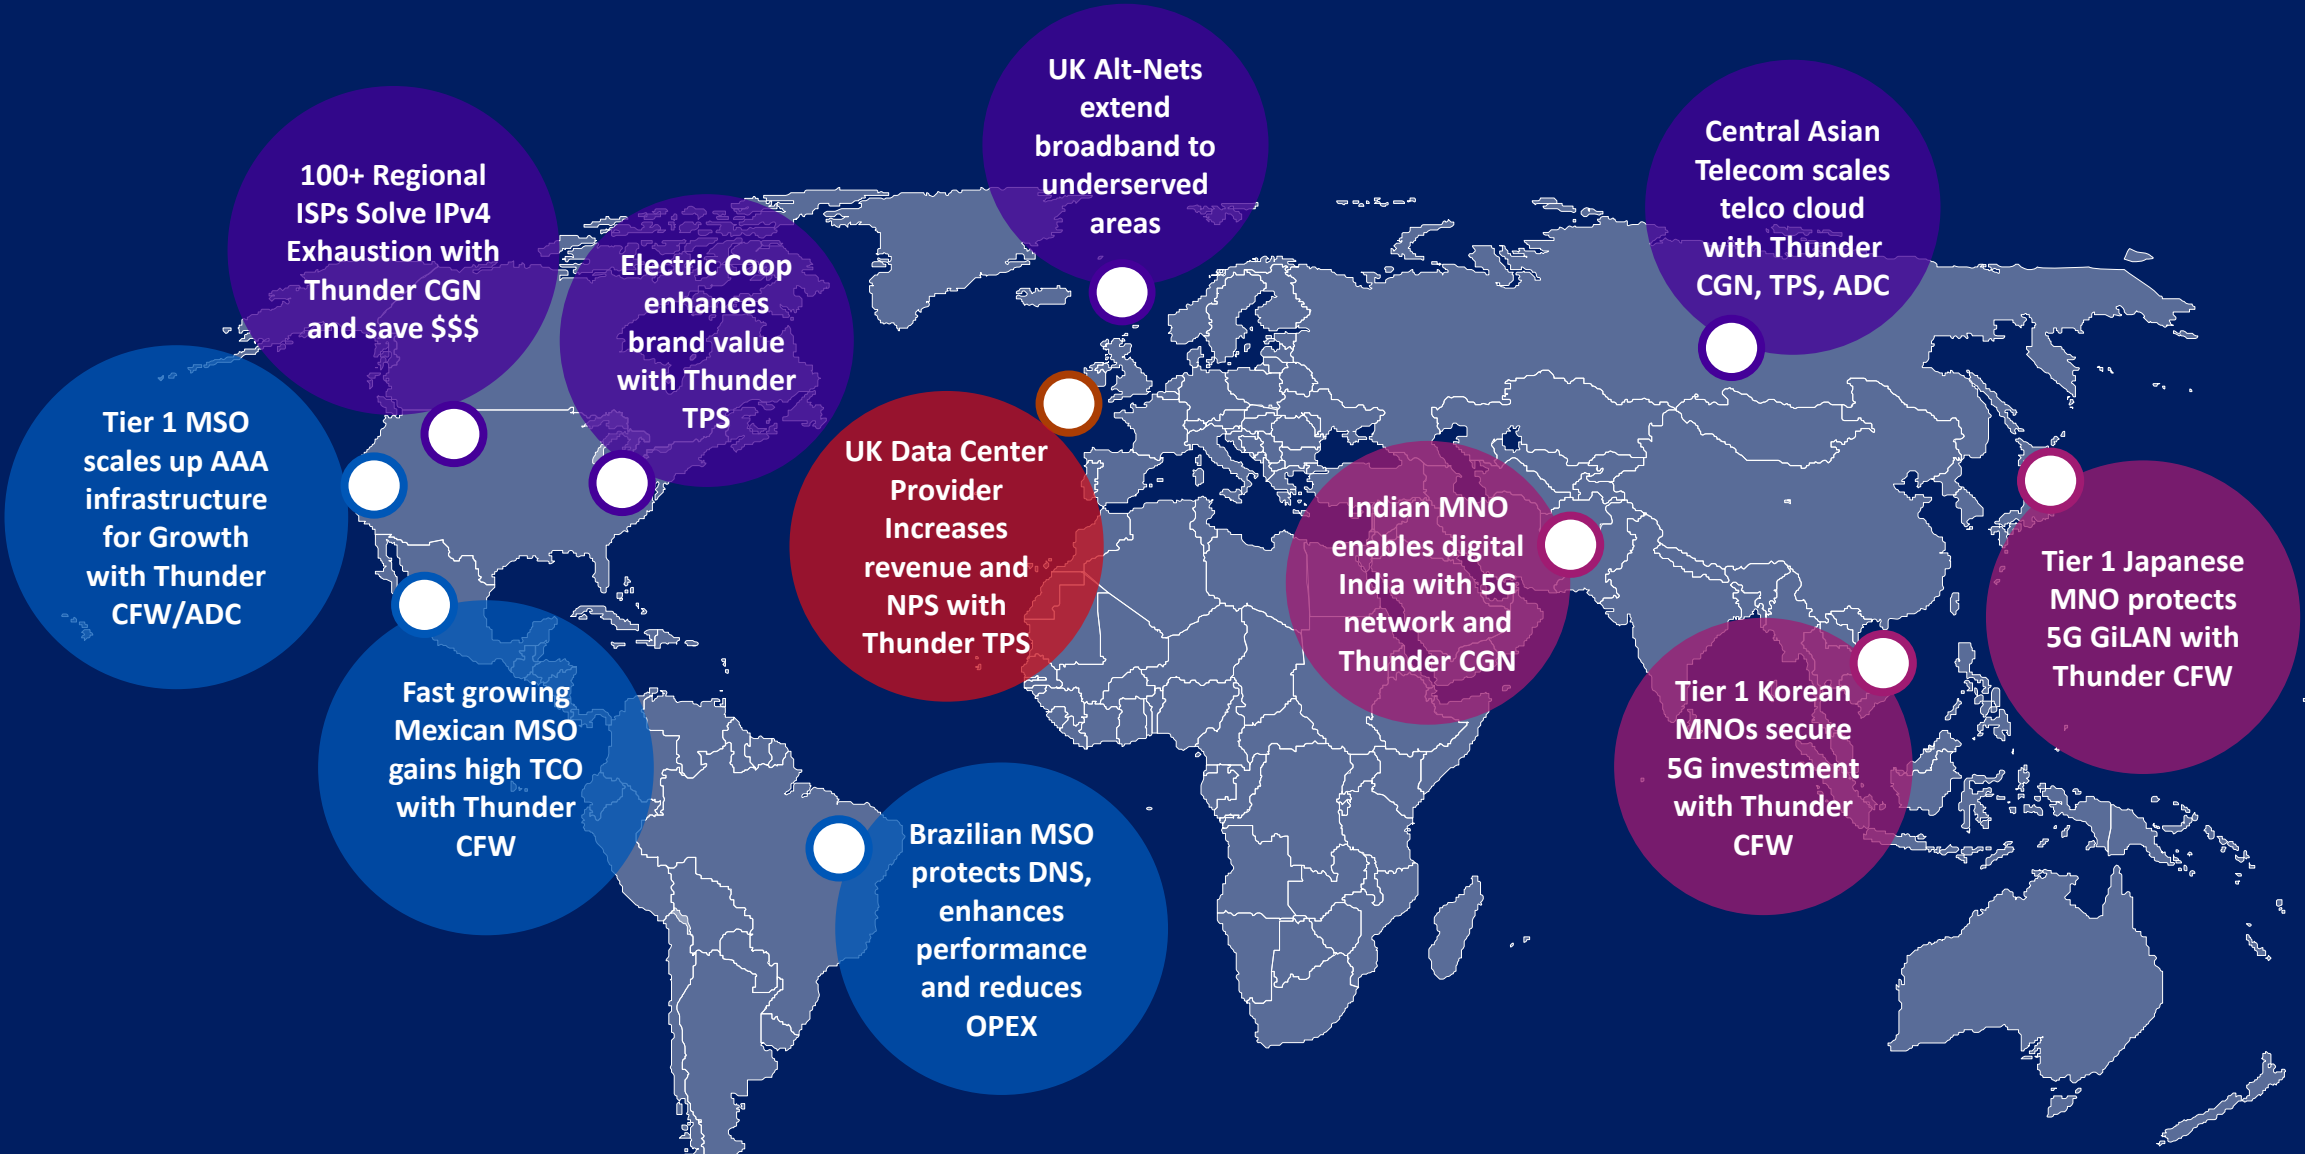 UK Alt-Nets
extend
broadband to
underserved
areas
Central Asian
Telecom scales
telco cloud
with Thunder
CGN, TPS, ADC
100+ Regional
ISPs Solve IPv4
Exhaustion with
Thunder CGN
and save $$$
Electric Coop
enhances
brand value
with Thunder
TPS
Tier 1 MSO
scales up AAA
infrastructure
for Growth
with Thunder
CFW/ADC
UK Data Center
Provider
Increases
revenue and
NPS with
Thunder TPS
Indian MNO
enables digital
India with 5G
network and
Thunder CGN
Tier 1 Japanese
MNO protects
5G GiLAN with
Thunder CFW
Fast growing
Mexican MSO
gains high TCO
with Thunder
CFW
Tier 1 Korean
MNOs secure
5G investment
with Thunder
CFW
Brazilian MSO
protects DNS,
enhances
performance
and reduces
OPEX